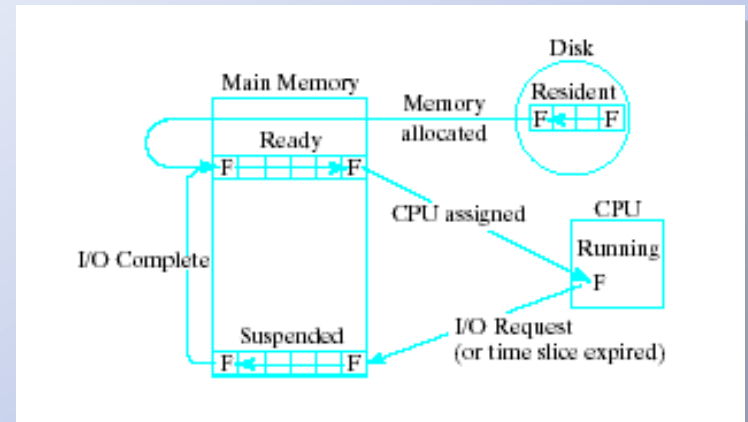 Disk
Main Memory
Resident
Memory
allocated
F F
Ready
F F
CPU assigned
CPU
Running
F
I/O Complete
I/O Request
(or time slice expired)
Suspended
F F